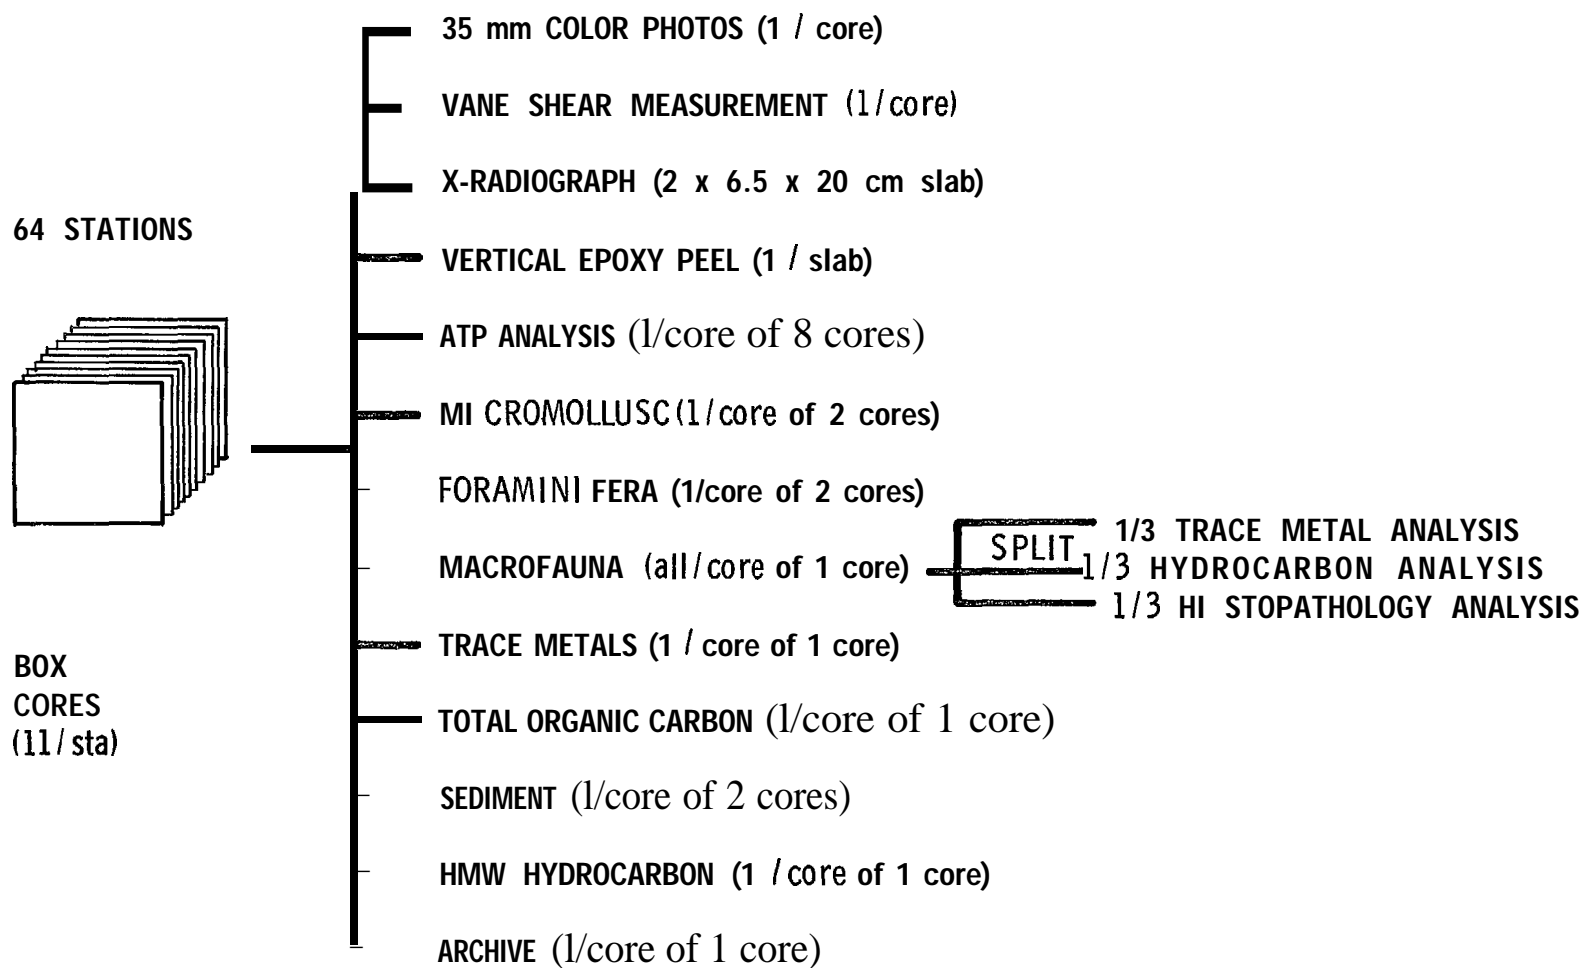 35 mm COLOR PHOTOS (1 / core)
VANE SHEAR MEASUREMENT (1/core)
X-RADIOGRAPH (2 x 6.5 x 20 cm slab)
64 STATIONS
VERTICAL EPOXY PEEL (1 / slab)
ATP ANALYSIS (l/core of 8 cores)
MI CROMOLLUSC (1/core of 2 cores)
FORAMINI FERA (1/core of 2 cores)
MACROFAUNA (all/core of 1 core)
SPLIT
1/3 TRACE METAL ANALYSIS
1/3 HYDROCARBON ANALYSIS
1/3 HI STOPATHOLOGY ANALYSIS
TRACE METALS (1 / core of 1 core)
BOX
CORES
(11/sta)
TOTAL ORGANIC CARBON (l/core of 1 core)
SEDIMENT (l/core of 2 cores)
HMW HYDROCARBON (1 /core of 1 core)
ARCHIVE (l/core of 1 core)